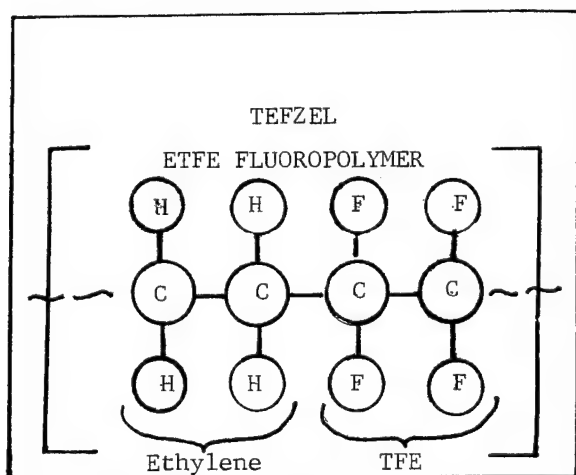 TEFZEL
ETFE FLUOROPOLYMER
H H F F
C C C C
H H F F
Ethylene TFE